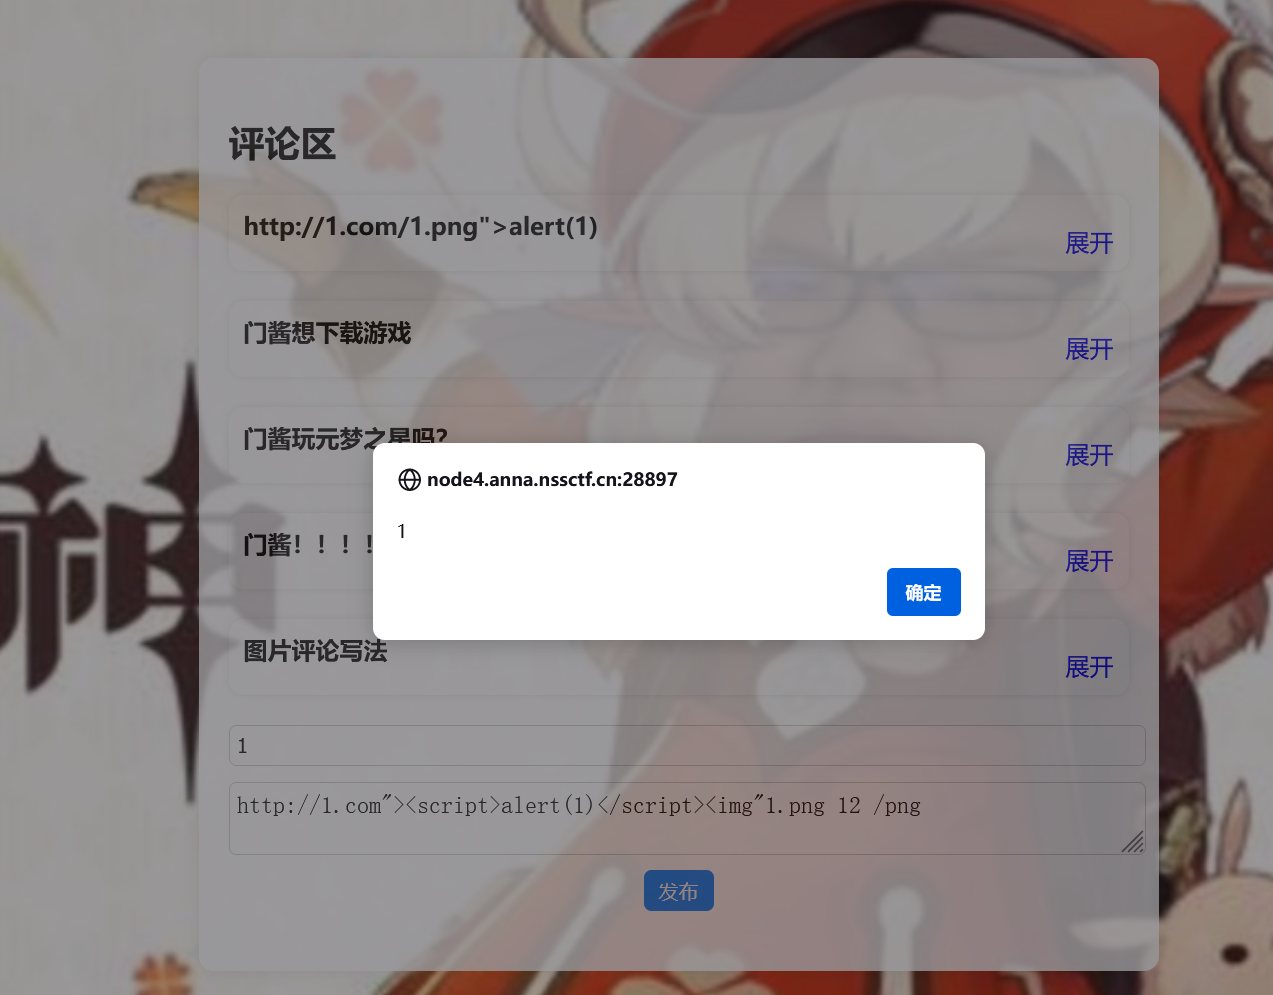 评论区
http://1.com/1.png">alert(1)
展开
门酱想下载游戏
展开
门酱玩元梦之星吗?
展开
node4.anna.nssctf.cn:28897
1
确定
门酱！！！！
展开
图片评论写法
展开
神
1
http://1.com"><script>alert(1)</script><img"1.png 12 /png
发布